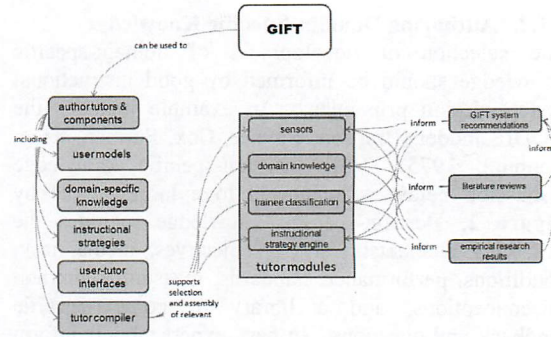 GIFT
can be used to
author tutors &
components
including
user models
domain-specific
knowledge
instructional
strategies
user-tutor
interfaces
tutor compiler
supports
selection
and assembly
of relevant
sensors
domain knowledge
trainee classification
instructional
strategy engine
tutor modules
inform
inform
inform
GIFT system
recommendations
inform
literature reviews
empirical research
results